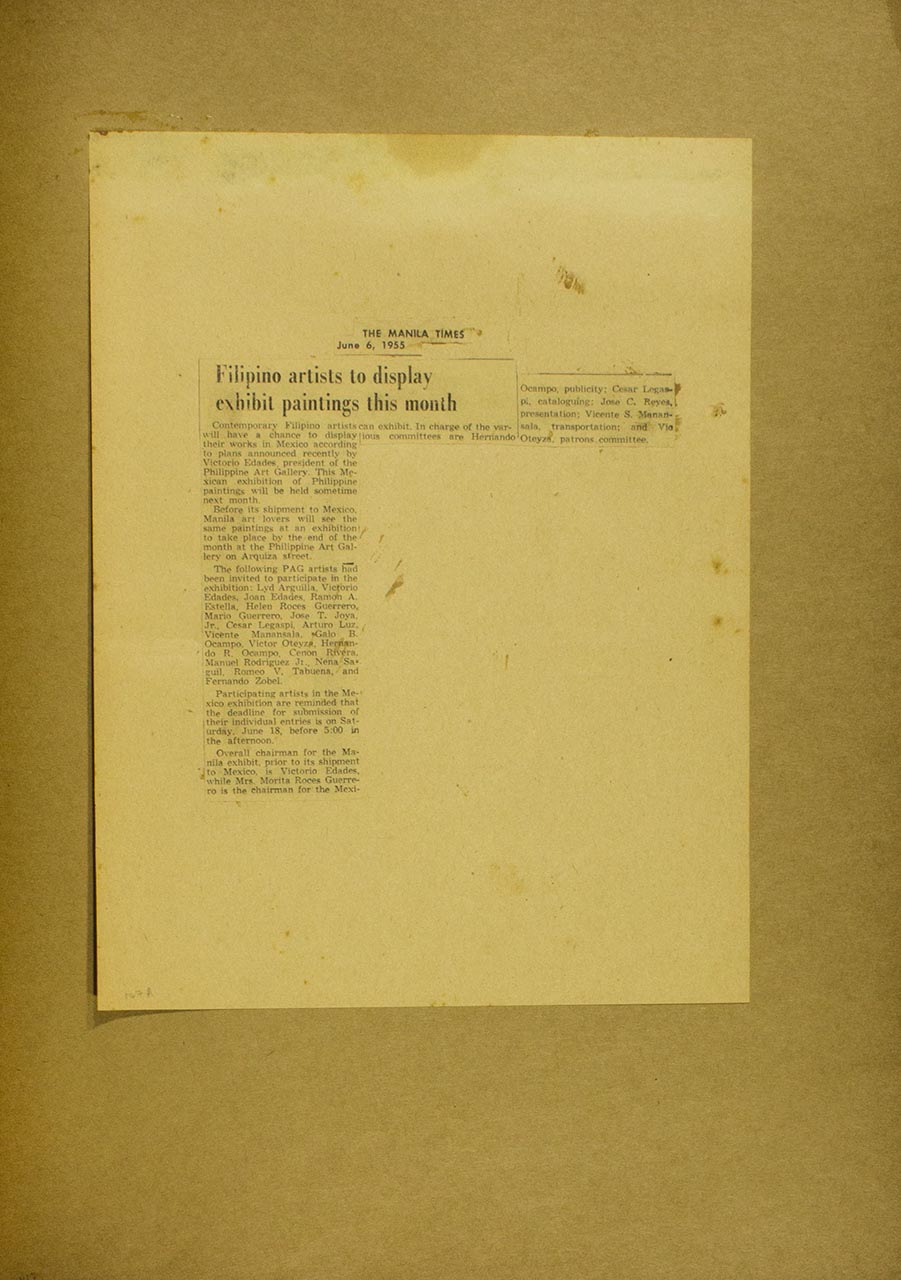 THE MANILA TIMES
June 6, 1955
Filipino artists to display
exhibit paintings this month
Contemporary Filipino artists
will have a chance to display
their works in Mexico according
to plans announced recently by
Victorio Edades, president of the
Philippine Art Gallery. This Me-
xican exhibition of Philippine
paintings will be held sometime
next month.
Before its shipment to Mexico,
Manila art lovers will see the
same paintings at an exhibition
to take place by the end of the
month at the Philippine Art Gal-
lery on Arquiza street.
The following PAG artists had
been invited to participate in the
exhibition: Lyd Arguilla, Victorio
Edades, Joan Edades, Ramon A.
Estella, Helen Roces Guerrero,
Mario Guerrero, Jose T. Joya,
Jr., Cesar Legaspi, Arturo Luz,
Vicente Manansala, Galo B.
Ocampo, Victor Oteyza, Hernan-
do R. Ocampo, Cenon Rivera,
Manuel Rodriguez Jr., Nena Sa-
guil, Romeo V. Tabuena, and
Fernando Zobel.
Participating artists in the Me-
xico exhibition are reminded that
the deadline for submission of
their individual entries is on Sat-
urday, June 18, before 5:00 in
the afternoon.
Overall chairman for the Ma-
nila exhibit, prior to its shipment
to Mexico, is Victorio Edades,
while Mrs. Morita Roces Guerre-
ro is the chairman for the Mexi-
can exhibit. In charge of the var-
ious committees are Hernando
Ocampo, publicity; Cesar Legas-
pi, cataloguing; Jose C. Reyes,
presentation; Vicente S. Manan-
sala, transportation; and Vic
Oteyza, patrons committee.